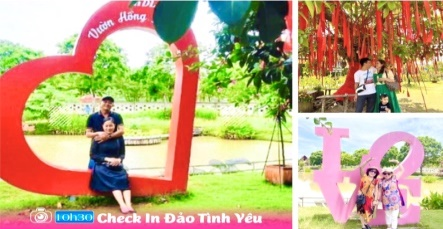 Vườn Hồng
10h30 Check In Đảo Tình Yêu
LOVE